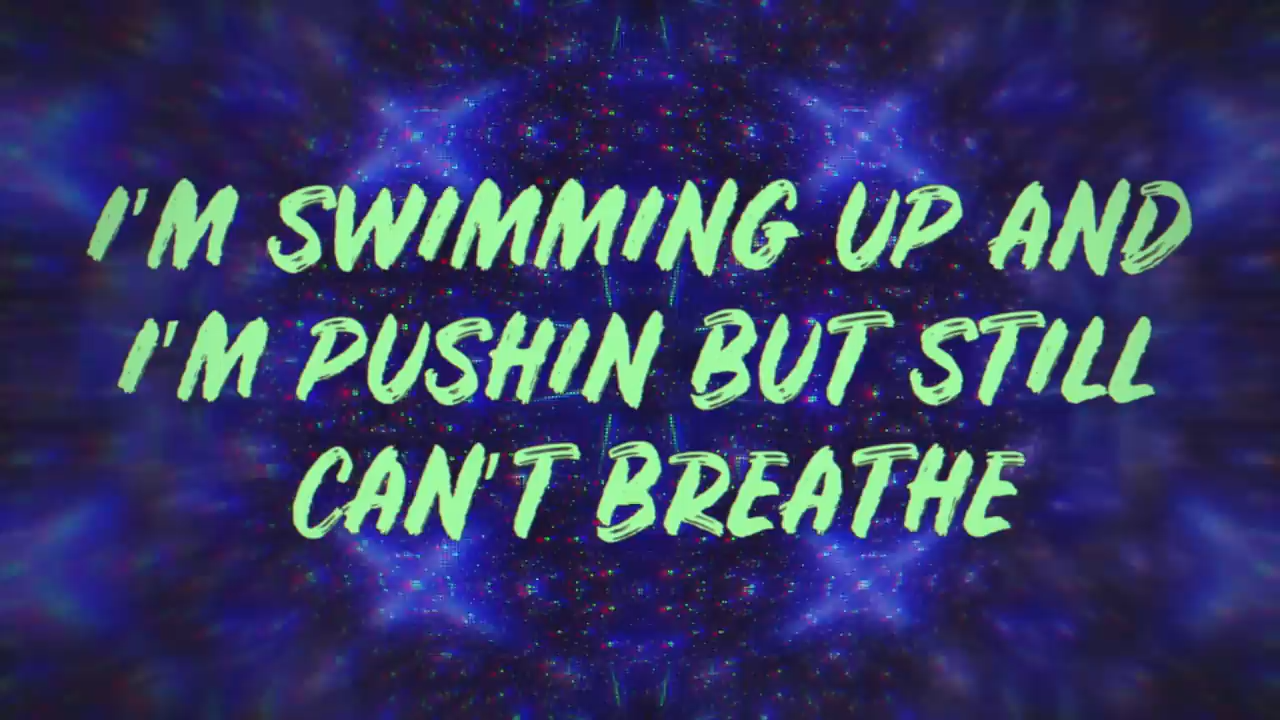 I'M SWIMMING UP AND
I'M PUSHIN BUT STILL
CAN'T BREATHE